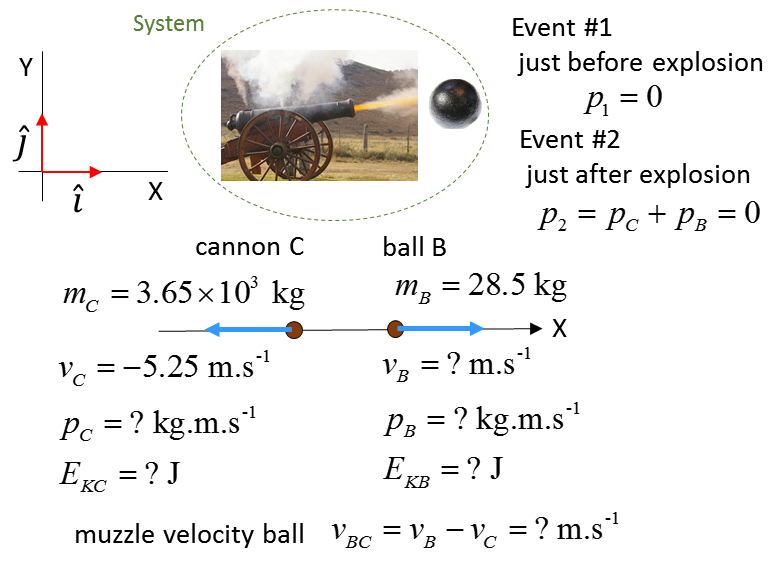 System
Event #1
just before explosion
p₁ = 0
Event #2
just after explosion
p₂ = p_C + p_B = 0
Y
ĵ
î
X
cannon C
ball B
m_C = 3.65×10³ kg
m_B = 28.5 kg
X
v_C = −5.25 m.s⁻¹
v_B = ? m.s⁻¹
p_C = ? kg.m.s⁻¹
p_B = ? kg.m.s⁻¹
E_KC = ? J
E_KB = ? J
muzzle velocity ball v_BC = v_B − v_C = ? m.s⁻¹